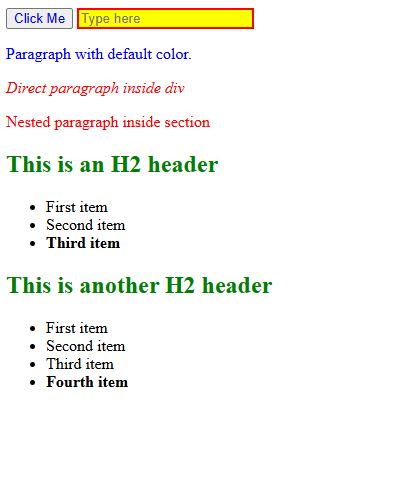 Click Me Type here
Paragraph with default color.
Direct paragraph inside div
Nested paragraph inside section
This is an H2 header
First item
Second item
Third item
This is another H2 header
First item
Second item
Third item
Fourth item